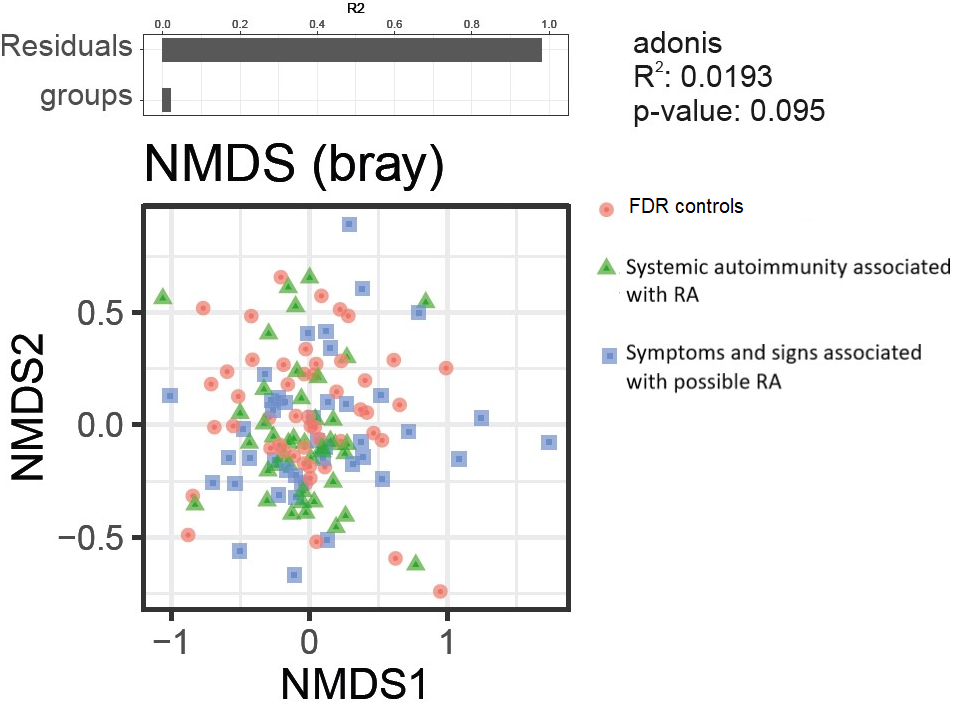 R2
0.0 0.2 0.4 0.6 0.8 1.0
Residuals
groups
adonis
R²: 0.0193
p-value: 0.095
NMDS (bray)
FDR controls
Systemic autoimmunity associated
with RA
Symptoms and signs associated
with possible RA
NMDS2
0.5
0.0
−0.5
−1 0 1
NMDS1